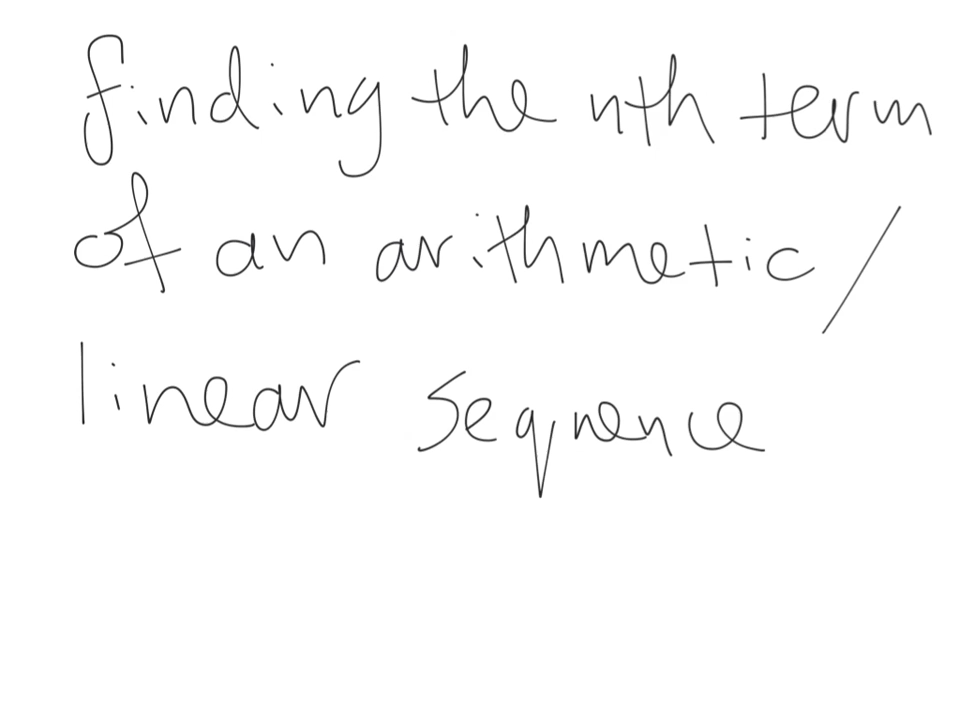 finding the nth term
of an arithmetic/
linear sequence